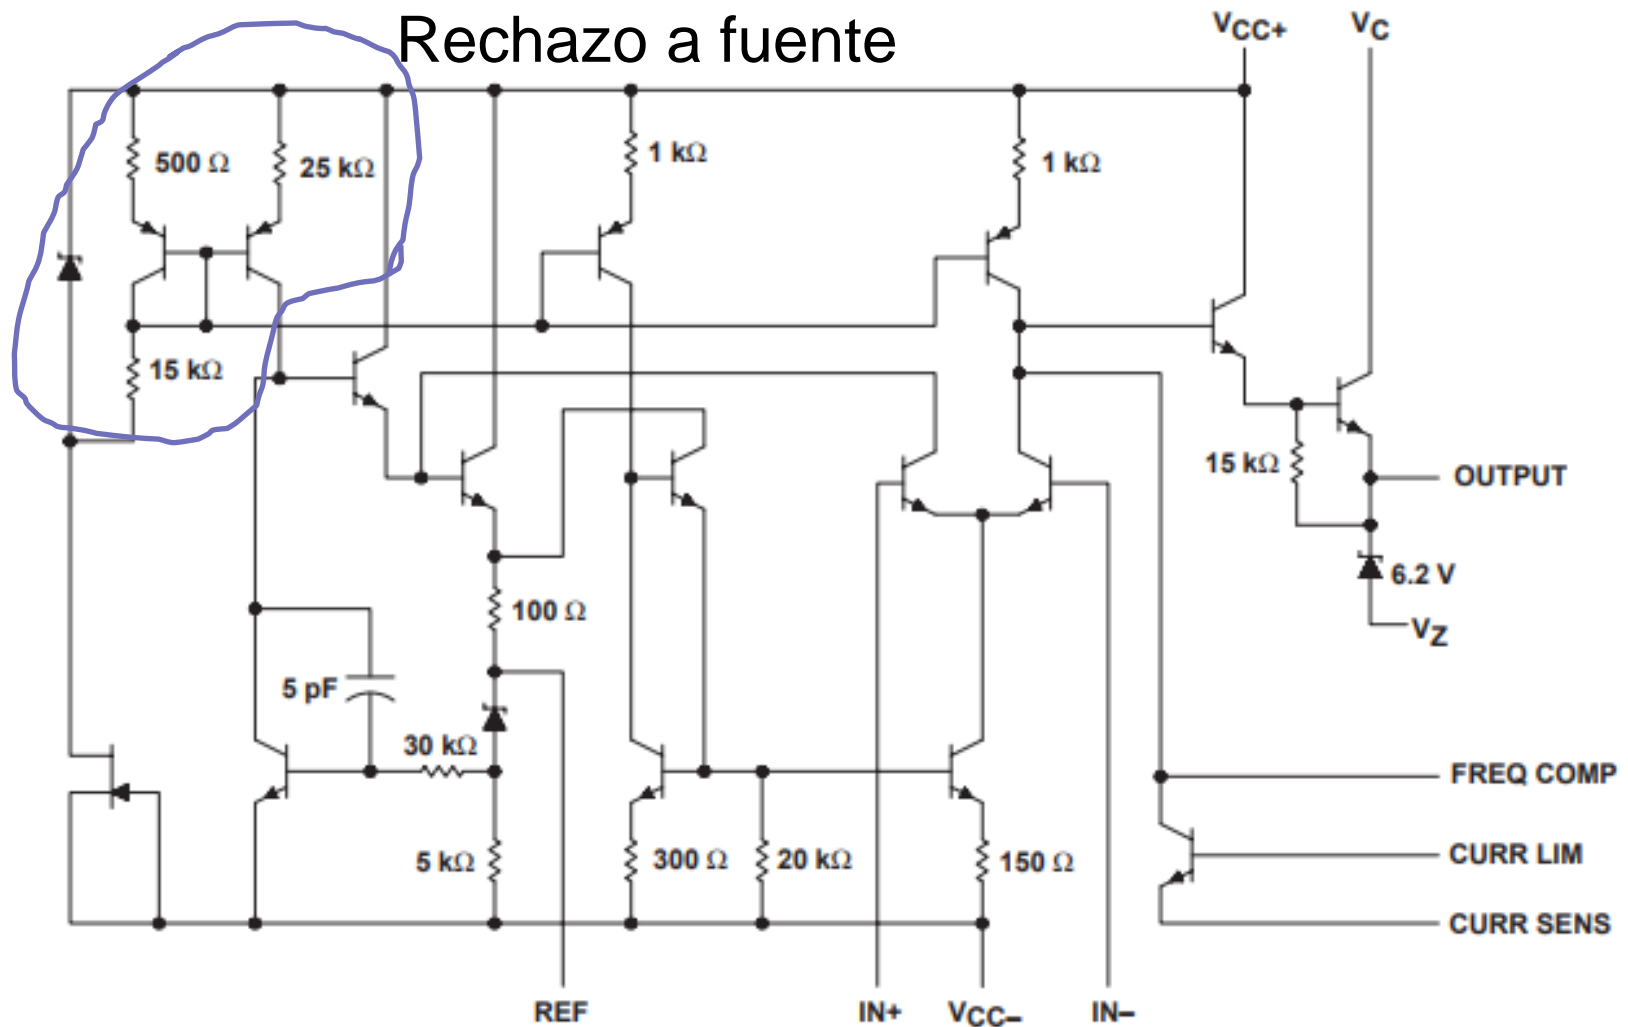 Rechazo a fuente
VCC+
VC
500 Ω
25 kΩ
1 kΩ
1 kΩ
15 kΩ
15 kΩ
OUTPUT
6.2 V
VZ
100 Ω
5 pF
30 kΩ
FREQ COMP
5 kΩ
300 Ω
20 kΩ
150 Ω
CURR LIM
CURR SENS
REF
IN+
VCC–
IN–